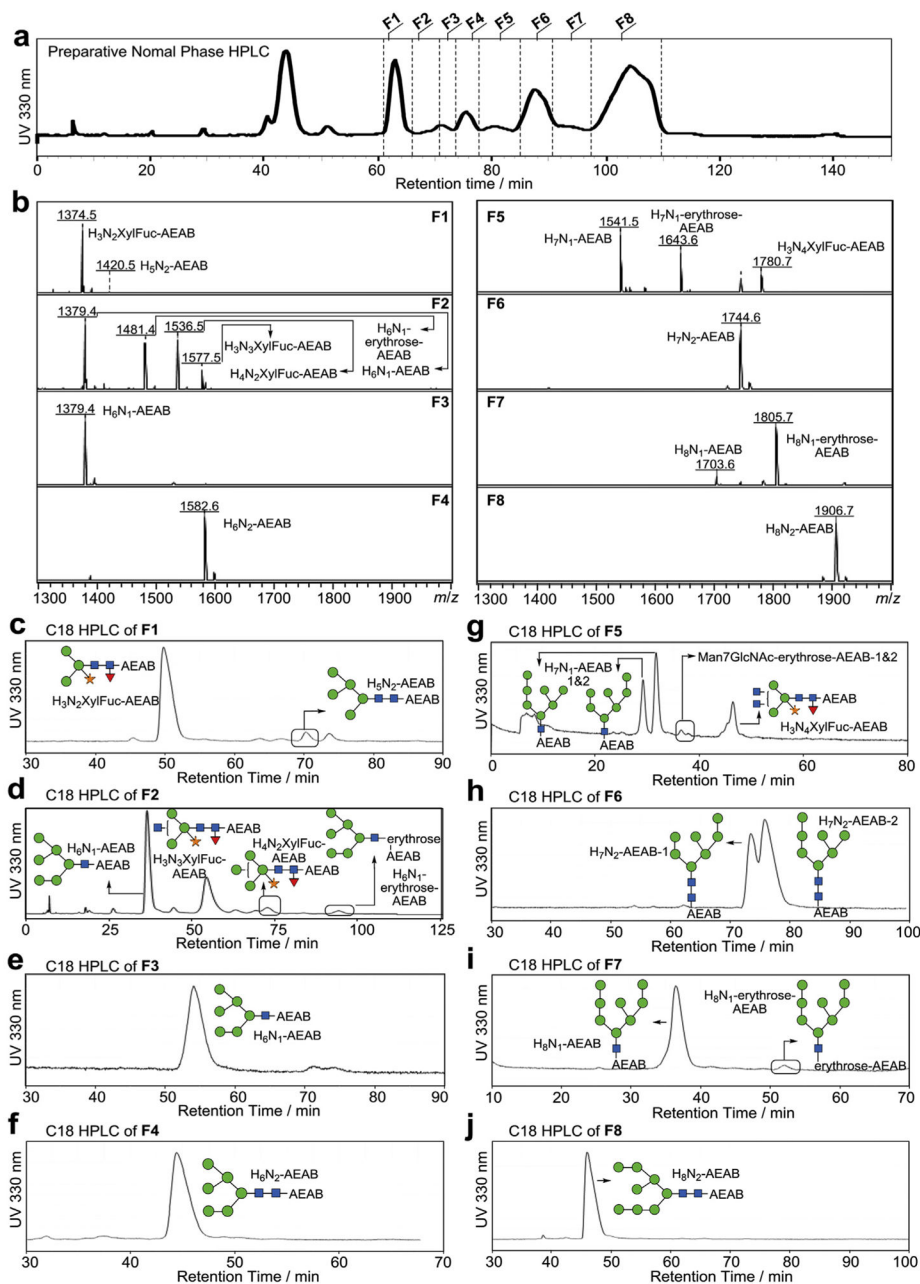 F1 F2 F3 F4 F5 F6 F7 F8
a
Preparative Nomal Phase HPLC
UV 330 nm
0 20 40 60 80 100 120 140
Retention time / min
b
1374.5
F1
H3N2XylFuc-AEAB
1420.5
H5N2-AEAB
1379.4
F2
1481.4
1536.5
1577.5
H3N3XylFuc-AEAB
H4N2XylFuc-AEAB
H6N1-
erythrose-
AEAB
H6N1-AEAB
1379.4
F3
H6N1-AEAB
1582.6
F4
H6N2-AEAB
1300 1400 1500 1600 1700 1800 1900 m/z
1541.5
H7N1-AEAB
H7N1-erythrose-
AEAB
1643.6
F5
H3N4XylFuc-AEAB
1780.7
F6
1744.6
H7N2-AEAB
F7
1805.7
H8N1-AEAB
1703.6
H8N1-erythrose-
AEAB
F8
1906.7
H8N2-AEAB
1300 1400 1500 1600 1700 1800 1900 m/z
c
C18 HPLC of F1
UV 330 nm
AEAB
H3N2XylFuc-AEAB
H5N2-AEAB
AEAB
30 40 50 60 70 80 90
Retention Time / min
d
C18 HPLC of F2
UV 330 nm
H6N1-AEAB
AEAB
AEAB
H3N3XylFuc-
AEAB
H4N2XylFuc-
AEAB
AEAB
erythrose-
AEAB
H6N1-
erythrose-AEAB
0 25 50 75 100 125
Retention Time / min
e
C18 HPLC of F3
UV 330 nm
AEAB
H6N1-AEAB
30 40 50 60 70 80 90
Retention Time / min
f
C18 HPLC of F4
UV 330 nm
H6N2-AEAB
AEAB
30 40 50 60 70
Retention Time / min
g
C18 HPLC of F5
UV 330 nm
H7N1-AEAB
1&2
AEAB
AEAB
Man7GlcNAc-erythrose-AEAB-1&2
AEAB
H3N4XylFuc-AEAB
0 20 40 60 80
Retention Time / min
h
C18 HPLC of F6
UV 330 nm
H7N2-AEAB-1
AEAB
H7N2-AEAB-2
AEAB
30 40 50 60 70 80 90 100
Retention Time / min
i
C18 HPLC of F7
UV 330 nm
H8N1-AEAB
AEAB
H8N1-erythrose-
AEAB
erythrose-AEAB
10 20 30 40 50 60 70
Retention Time / min
j
C18 HPLC of F8
UV 330 nm
H8N2-AEAB
AEAB
30 40 50 60 70 80 90 100
Retention Time / min